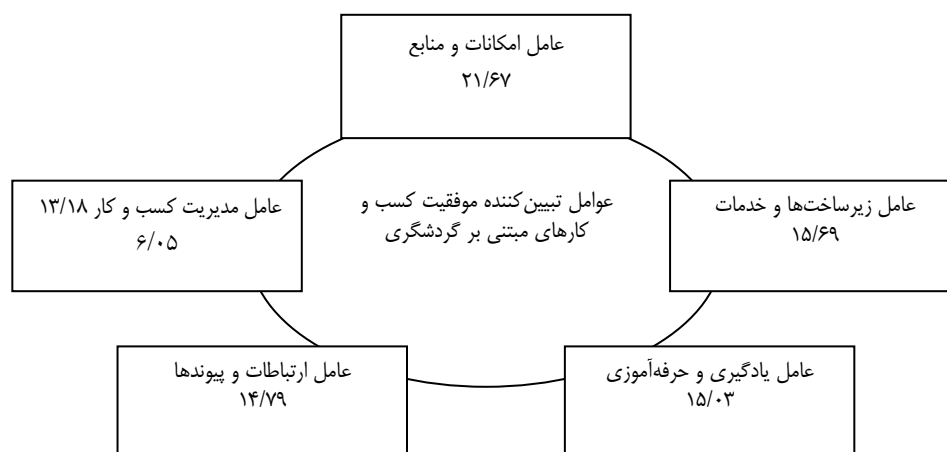 عامل امکانات و منابع
۲۱/۶۷
عوامل تبیین‌کننده موفقیت کسب و
کارهای مبتنی بر گردشگری
عامل زیرساخت‌ها و خدمات
۱۵/۶۹
عامل مدیریت کسب و کار ۱۳/۱۸
۶/۰۵
عامل یادگیری و حرفه‌آموزی
۱۵/۰۳
عامل ارتباطات و پیوندها
۱۴/۷۹